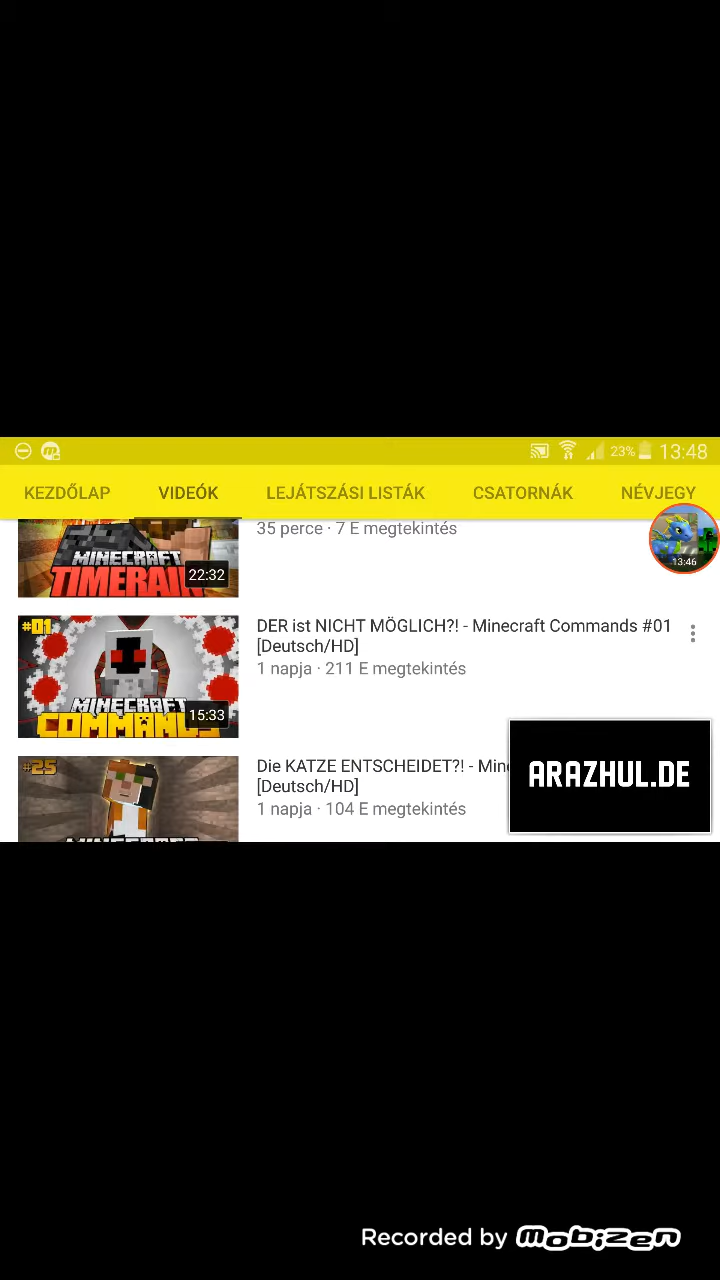 23% 13:48
KEZDŐLAP VIDEÓK LEJÁTSZÁSI LISTÁK CSATORNÁK NÉVJEGY
35 perce · 7 E megtekintés
13:46
MINECRAFT
22:32
#01
DER ist NICHT MÖGLICH?! - Minecraft Commands #01
[Deutsch/HD]
1 napja · 211 E megtekintés
MINECRAFT
15:33
#25
Die KATZE ENTSCHEIDET?! -
[Deutsch/HD]
1 napja · 104 E megtekintés
ARAZHUL.DE
Recorded by mobizen